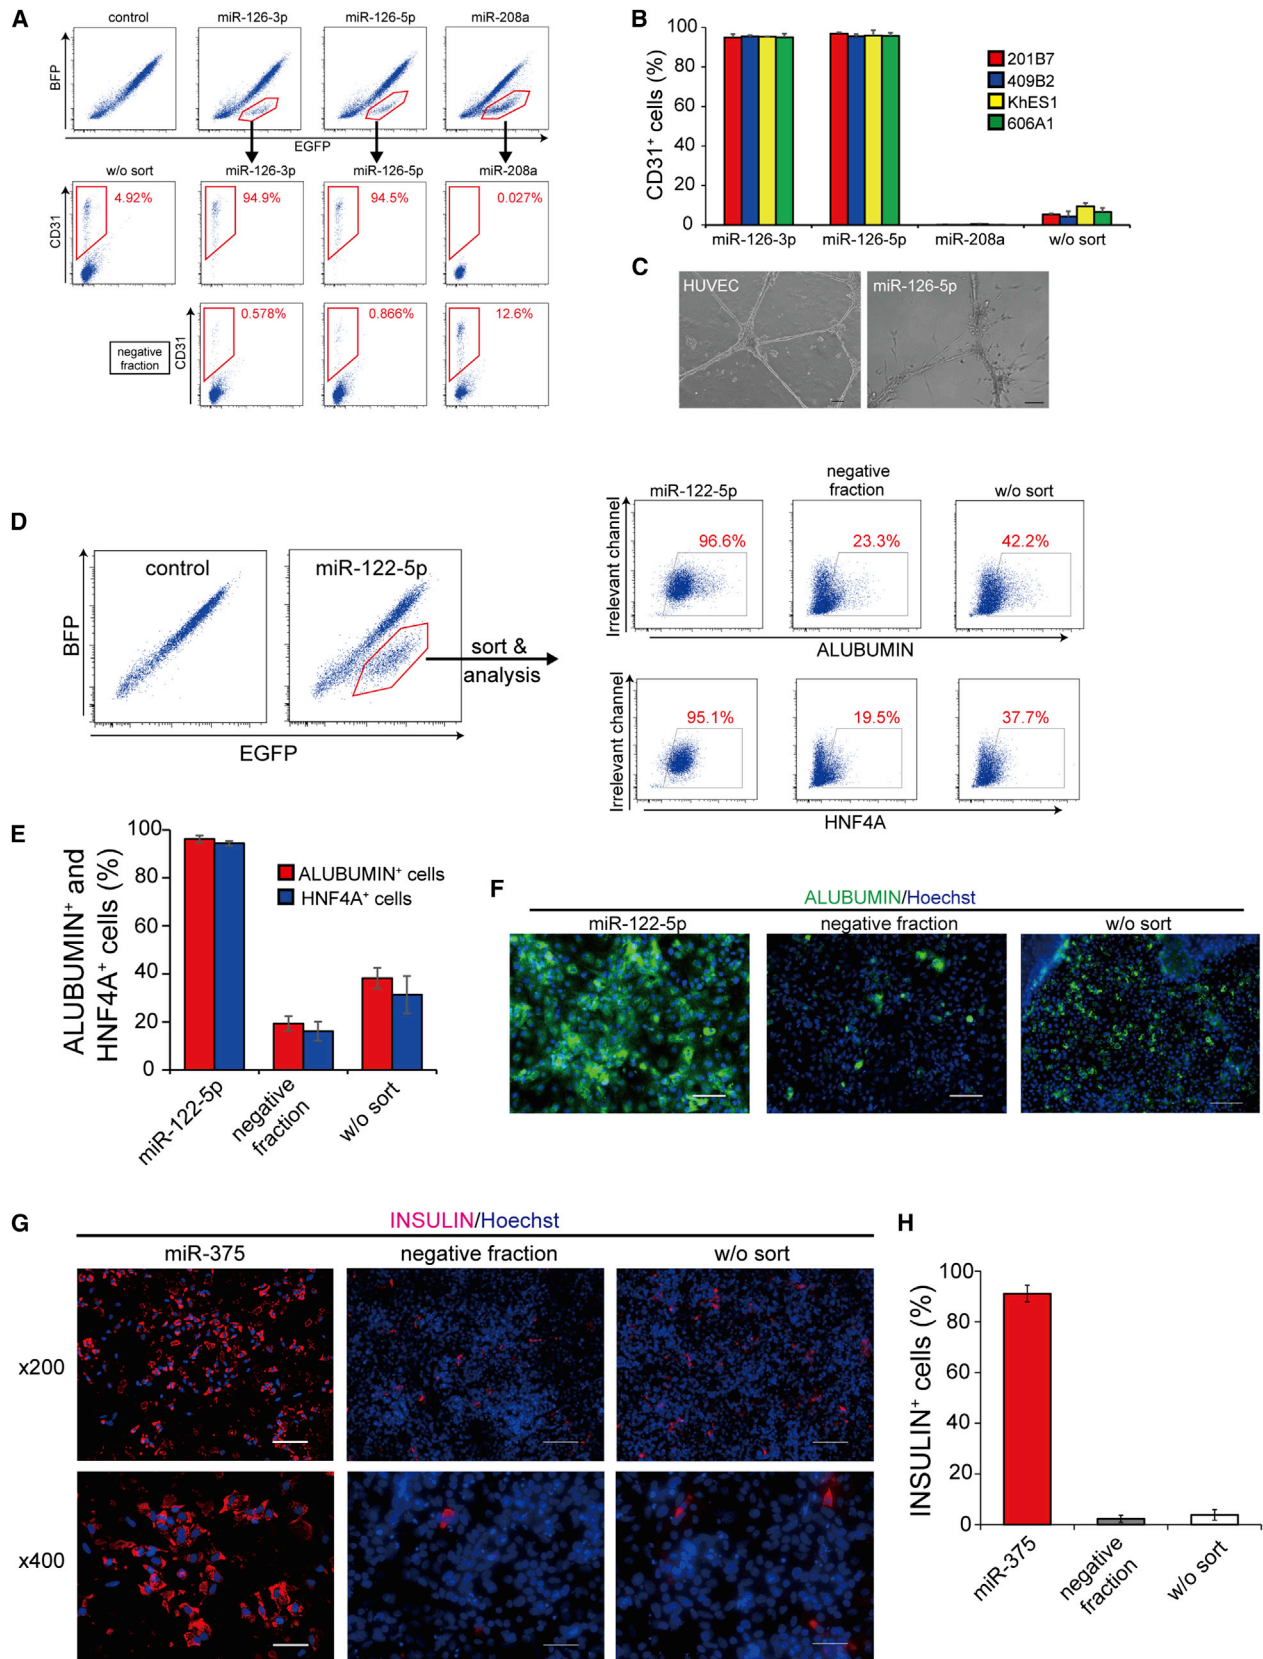 A
control
miR-126-3p
miR-126-5p
miR-208a
BFP
EGFP
w/o sort
miR-126-3p
miR-126-5p
miR-208a
CD31
4.92%
94.9%
94.5%
0.027%
negative
fraction
CD31
0.578%
0.866%
12.6%
B
CD31+ cells (%)
100
80
60
40
20
0
miR-126-3p
miR-126-5p
miR-208a
w/o sort
201B7
409B2
KhES1
606A1
C
HUVEC
miR-126-5p
D
BFP
control
miR-122-5p
EGFP
sort &
analysis
miR-122-5p
negative
fraction
w/o sort
Irrelevant channel
96.6%
23.3%
42.2%
ALUBUMIN
Irrelevant channel
95.1%
19.5%
37.7%
HNF4A
E
ALUBUMIN+ and
HNF4A+ cells (%)
100
80
60
40
20
0
ALUBUMIN+ cells
HNF4A+ cells
miR-122-5p
negative
fraction
w/o sort
F
ALUBUMIN/Hoechst
miR-122-5p
negative fraction
w/o sort
G
INSULIN/Hoechst
miR-375
negative fraction
w/o sort
x200
x400
H
INSULIN+ cells (%)
100
80
60
40
20
0
miR-375
negative
fraction
w/o sort